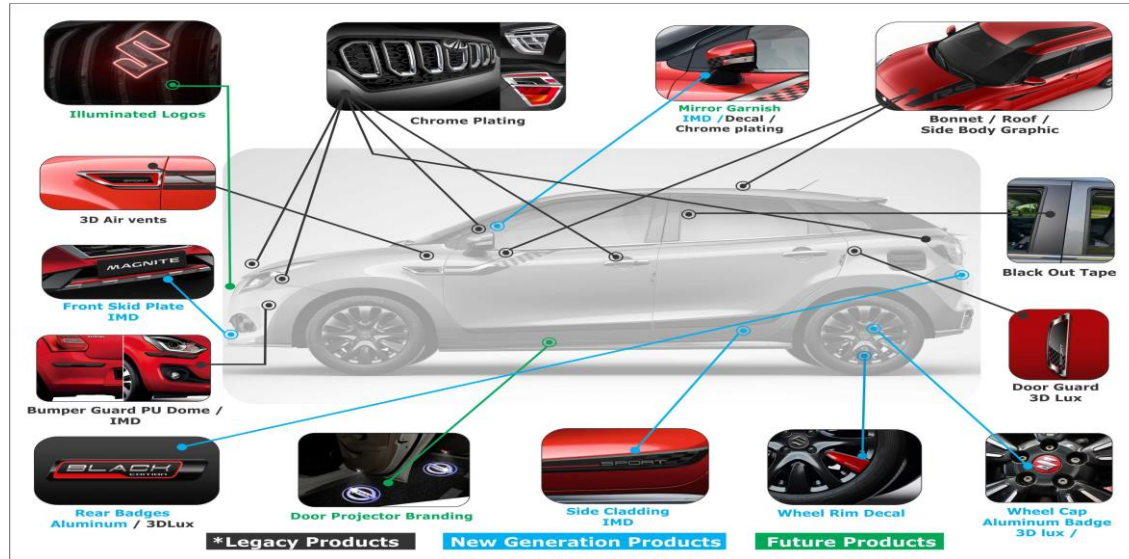 Illuminated Logos
Chrome Plating
Mirror Garnish
IMD /Decal /
Chrome plating
Bonnet / Roof /
Side Body Graphic
SPORT
3D Air vents
Black Out Tape
MAGNITE
Front Skid Plate
IMD
Bumper Guard PU Dome /
IMD
Door Guard
3D Lux
BLACK
EDITION
Rear Badges
Aluminum / 3DLux
Door Projector Branding
SPORT
Side Cladding
IMD
Wheel Rim Decal
Wheel Cap
Aluminum Badge
3D lux /
*Legacy Products
New Generation Products
Future Products